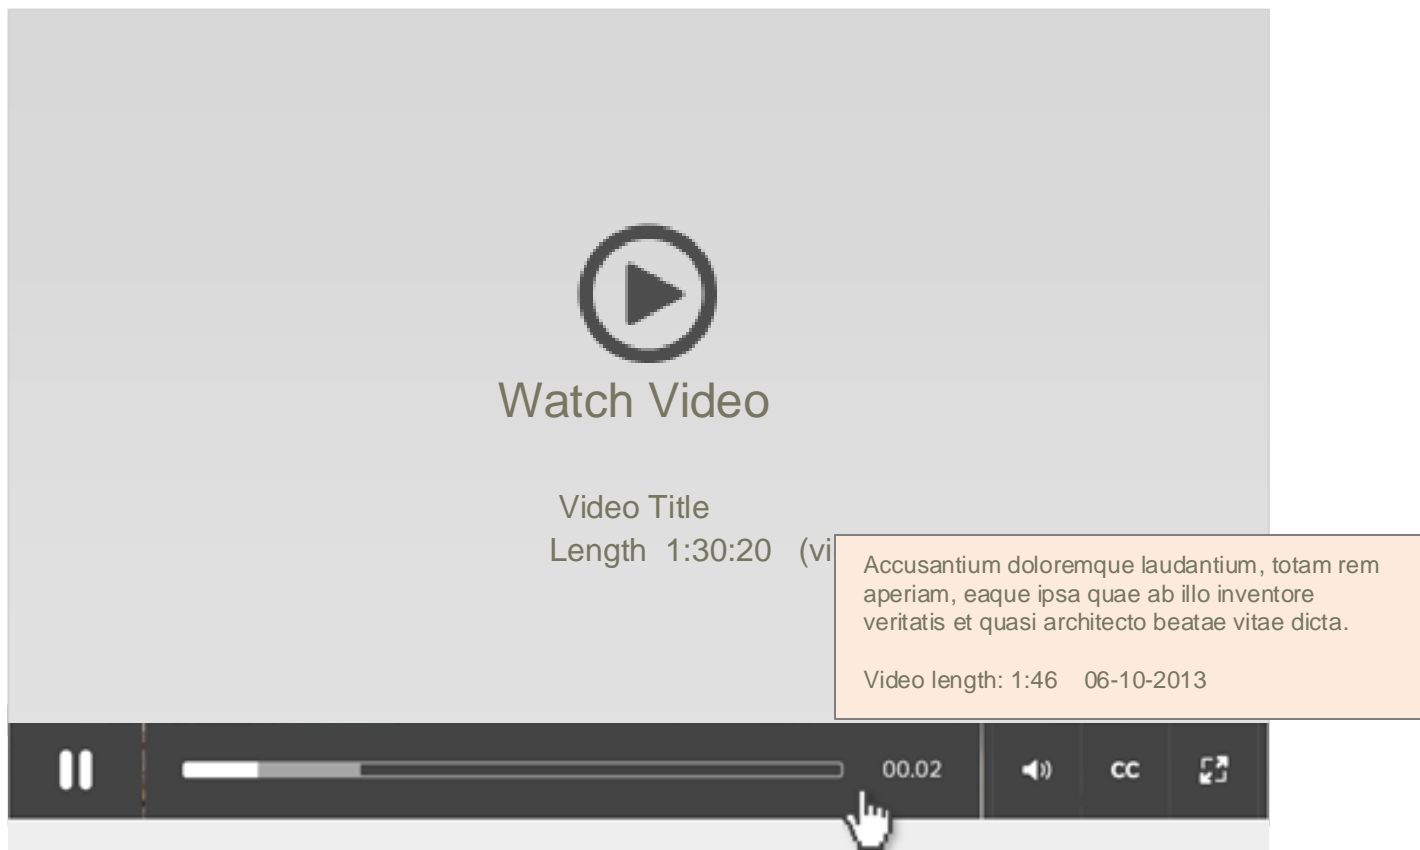 Watch Video
Video Title
Length 1:30:20 (vi
Accusantium doloremque laudantium, totam rem
aperiam, eaque ipsa quae ab illo inventore
veritatis et quasi architecto beatae vitae dicta.
Video length: 1:46 06-10-2013
00.02
CC